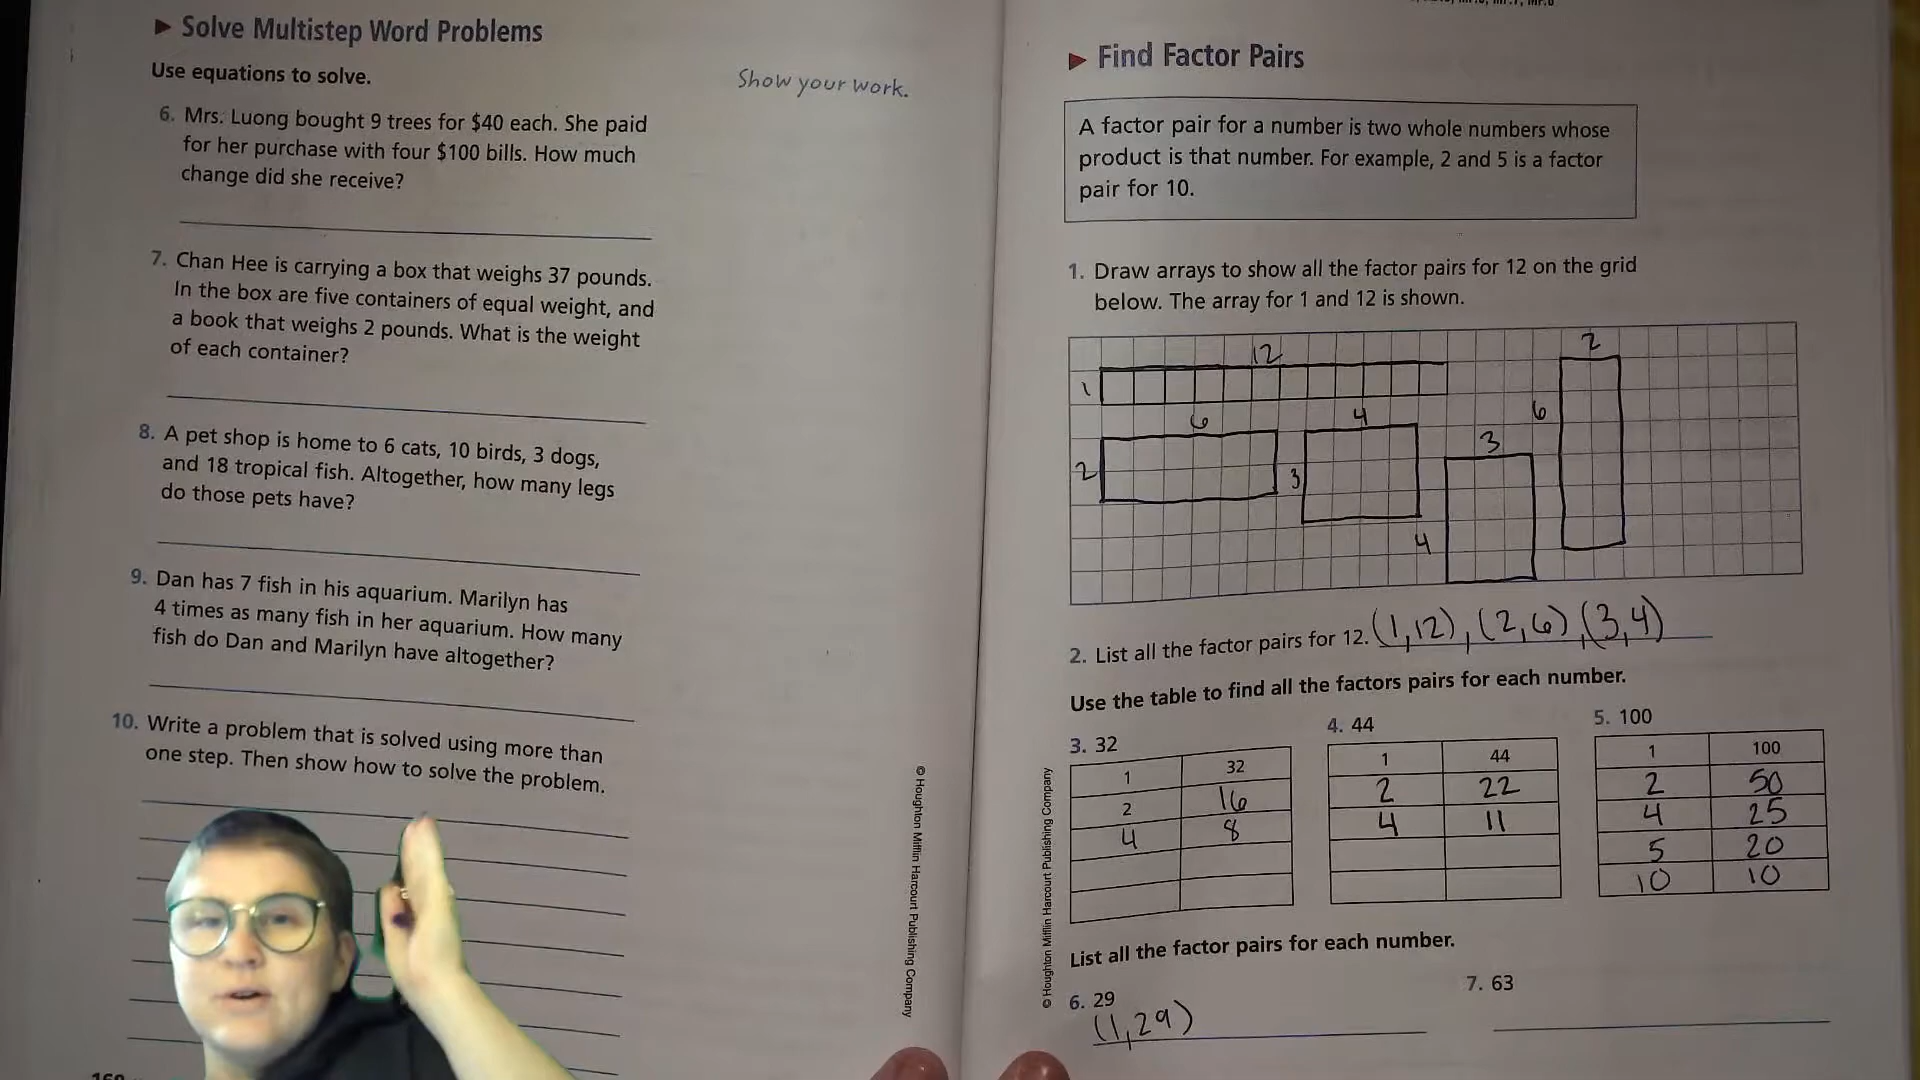 Solve Multistep Word Problems
Use equations to solve.
Show your work.
6. Mrs. Luong bought 9 trees for $40 each. She paid
for her purchase with four $100 bills. How much
change did she receive?
7. Chan Hee is carrying a box that weighs 37 pounds.
In the box are five containers of equal weight, and
a book that weighs 2 pounds. What is the weight
of each container?
8. A pet shop is home to 6 cats, 10 birds, 3 dogs,
and 18 tropical fish. Altogether, how many legs
do those pets have?
9. Dan has 7 fish in his aquarium. Marilyn has
4 times as many fish in her aquarium. How many
fish do Dan and Marilyn have altogether?
10. Write a problem that is solved using more than
one step. Then show how to solve the problem.
© Houghton Mifflin Harcourt Publishing Company
Find Factor Pairs
A factor pair for a number is two whole numbers whose
product is that number. For example, 2 and 5 is a factor
pair for 10.
1. Draw arrays to show all the factor pairs for 12 on the grid
below. The array for 1 and 12 is shown.
12
1
6
2
4
3
3
4
2
6
2. List all the factor pairs for 12. (1,12), (2,6), (3,4)
Use the table to find all the factors pairs for each number.
3. 32
1 32
2 16
4 8
4. 44
1 44
2 22
4 11
5. 100
1 100
2 50
4 25
5 20
10 10
List all the factor pairs for each number.
6. 29
(1,29)
7. 63
© Houghton Mifflin Harcourt Publishing Company